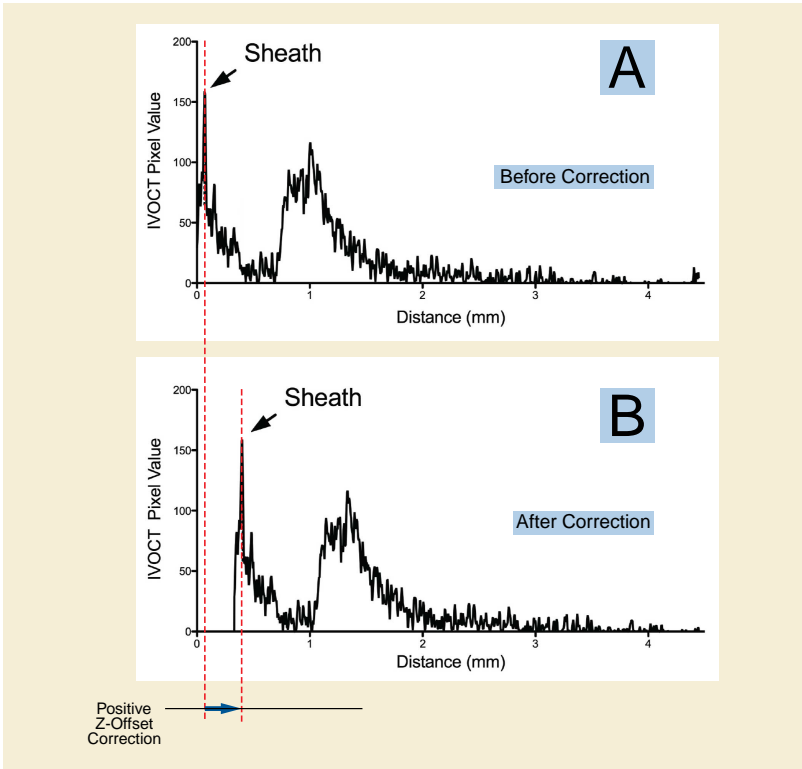 A
Sheath
Before Correction
IVOCT Pixel Value
200
150
100
50
0
0 1 2 3 4
Distance (mm)
B
Sheath
After Correction
IVOCT Pixel Value
200
150
100
50
0
0 1 2 3 4
Distance (mm)
Positive
Z-Offset
Correction